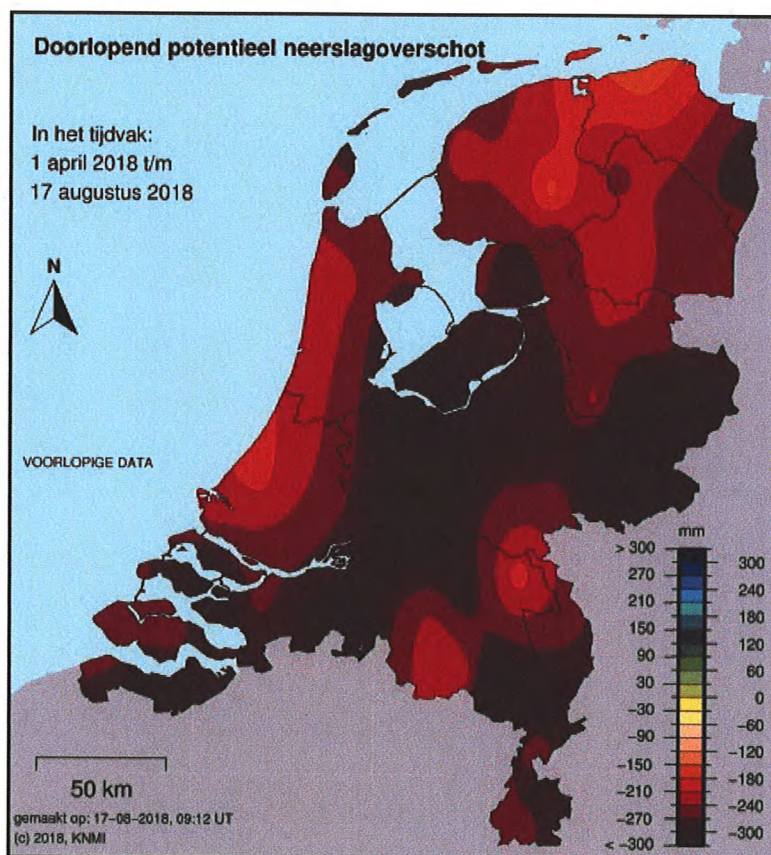 Doorlopend potentieel neerslagoverschot
In het tijdvak:
1 april 2018 t/m
17 augustus 2018
N
VOORLOPIGE DATA
50 km
gemaakt op: 17-08-2018, 09:12 UT
(c) 2018, KNMI
mm
> 300
300
270
240
210
180
150
120
90
60
30
0
-30
-60
-90
-120
-150
-180
-210
-240
-270
-300
< -300